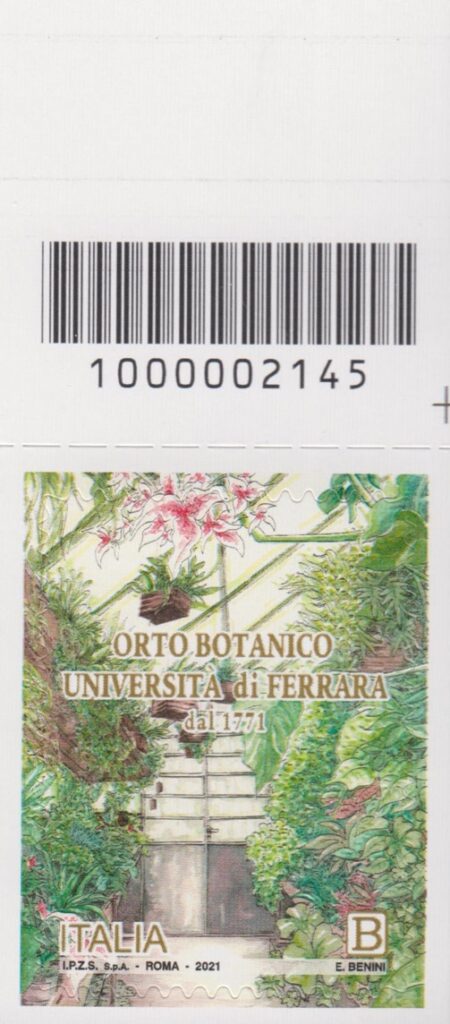 1000002145
ORTO BOTANICO
UNIVERSITÀ di FERRARA
dal 1771
ITALIA B
I.P.Z.S. S.p.A. - ROMA - 2021 E. BENINI